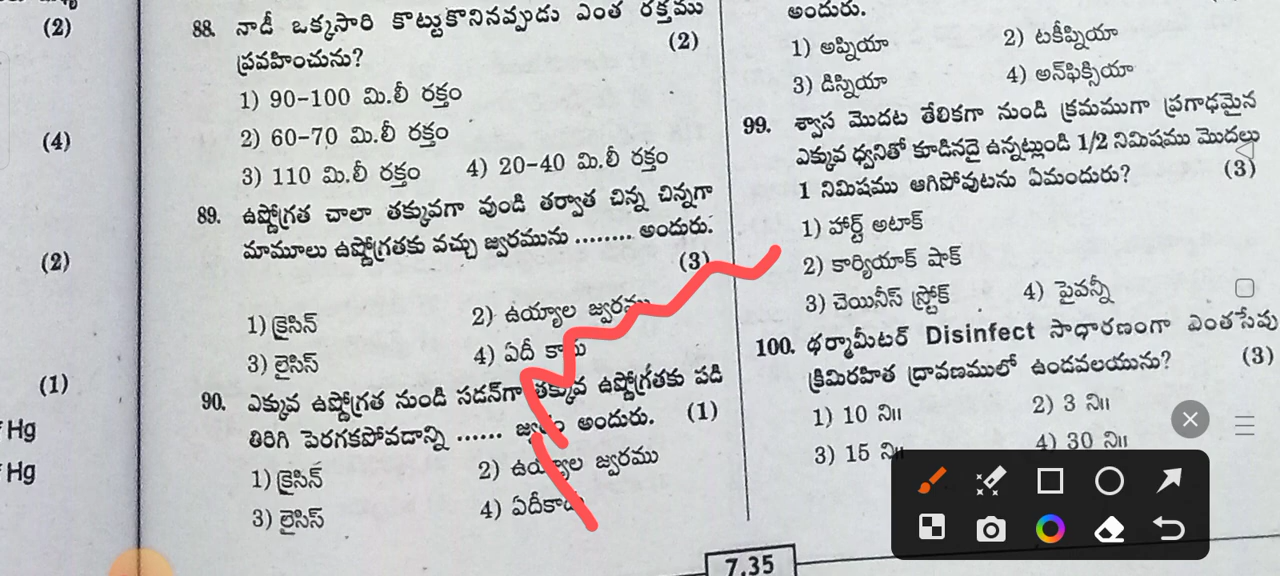 (2)
(4)
(2)
(1)
Hg
Hg
88. నాడీ ఒక్కసారి కొట్టుకొనినవ్పుడు ఎంత రక్తము
ప్రవహించును? (2)
1) 90-100 మి.లీ రక్తం
2) 60-70 మి.లీ రక్తం
3) 110 మి.లీ రక్తం 4) 20-40 మి.లీ రక్తం
89. ఉష్ణోగ్రత చాలా తక్కువగా వుండి తర్వాత చిన్న చిన్నగా
మామూలు ఉష్ణోగ్రతకు వచ్చు జ్వరమును ........ అందురు.
(3)
1) క్రైసిన్ 2) ఉయ్యాల జ్వరము
3) లైసిస్ 4) ఏదీ కాదు
90. ఎక్కువ ఉష్ణోగ్రత నుండి సడన్‌గా తక్కువ ఉష్ణోగ్రతకు పడి
తిరిగి పెరగకపోవడాన్ని ...... అందురు. (1)
1) క్రైసిన్ 2) ఉయ్యాల జ్వరము
3) లైసిస్ 4) ఏదీకాదు
అందురు.
1) అప్నియా 2) టకీప్నియా
3) డిస్నియా 4) అన్‌ఫిక్సియా
99. శ్వాస మొదట తేలికగా నుండి క్రమముగా ప్రగాఢమైన
ఎక్కువ ధ్వనితో కూడినదై ఉన్నట్లుండి 1/2 నిమిషము మొదలు
1 నిమిషము ఆగిపోవుటను ఏమందురు? (3)
1) హార్ట్ అటాక్
2) కార్యియాక్ షాక్
3) చెయినీస్ స్ట్రోక్ 4) పైవన్నీ
100. థర్మామీటర్ Disinfect సాధారణంగా ఎంతసేవు
క్రిమిరహిత ద్రావణములో ఉండవలయును? (3)
1) 10 ని॥ 2) 3 ని॥
3) 15 ని॥ 4) 30 ని॥
7.35